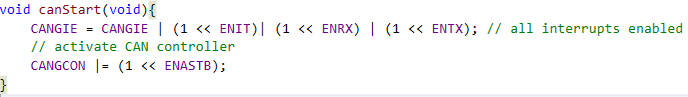 void canStart(void){
CANGIE = CANGIE | (1 << ENIT)| (1 << ENRX) | (1 << ENTX); // all interrupts enabled
// activate CAN controller
CANGCON |= (1 << ENASTB);
}